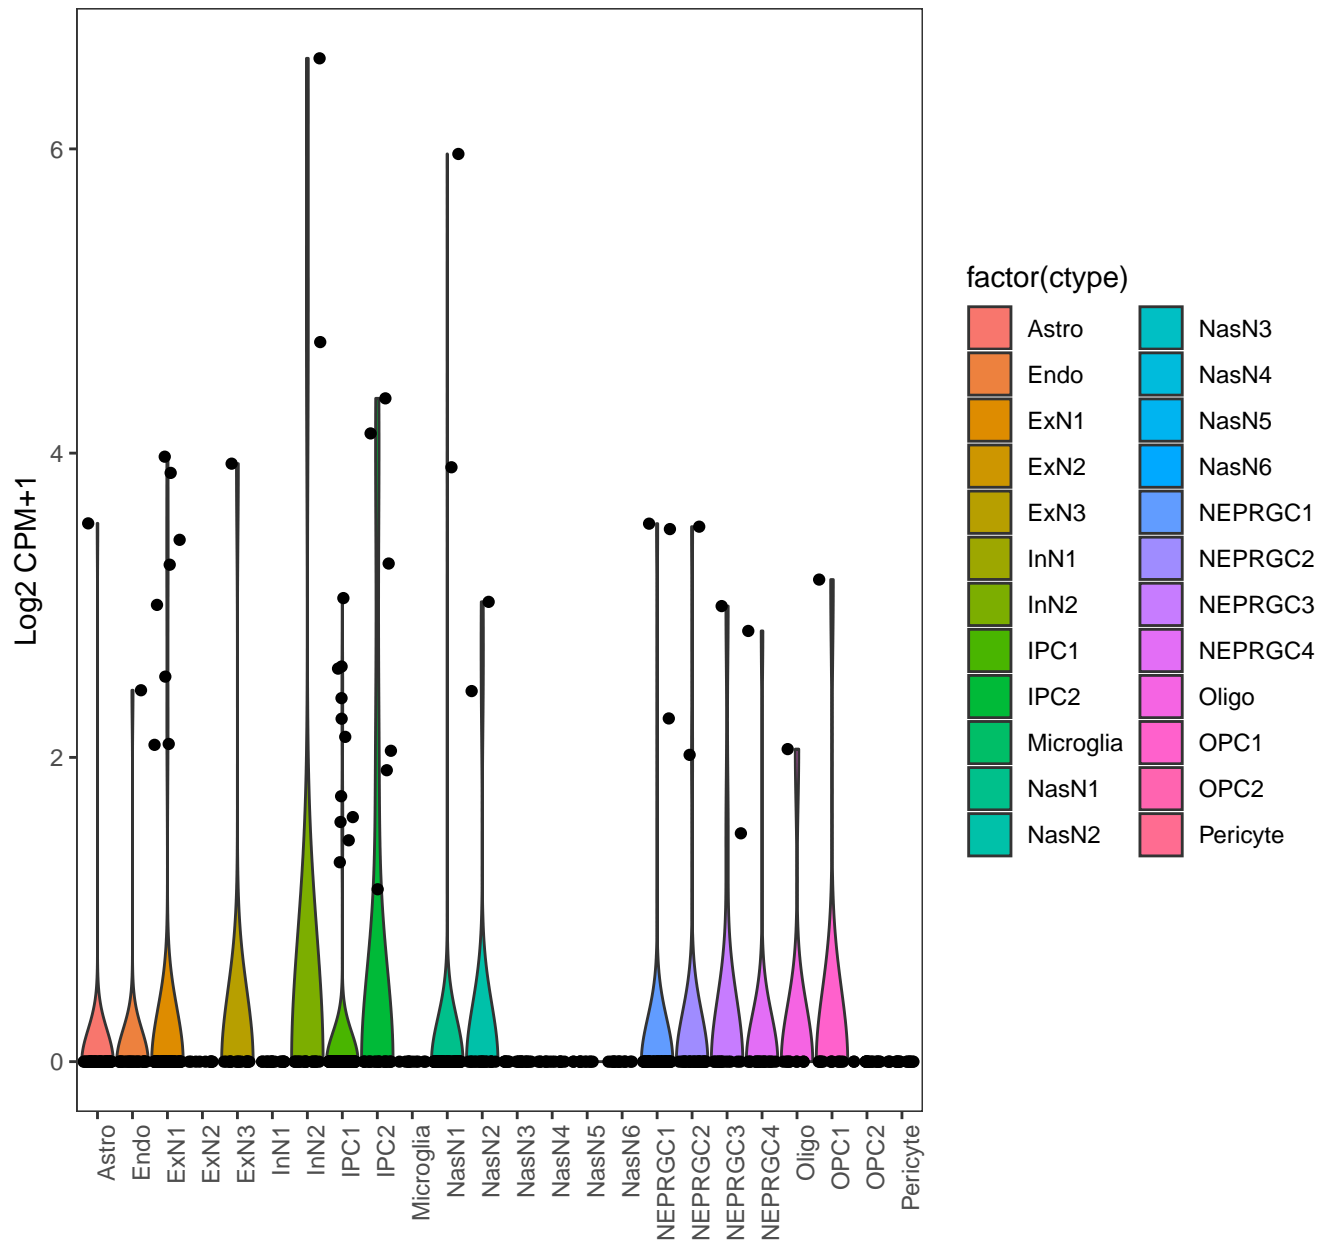 Log2 CPM+1
6
4
2
0
Astro
Endo
ExN1
ExN2
ExN3
InN1
InN2
IPC1
IPC2
Microglia
NasN1
NasN2
NasN3
NasN4
NasN5
NasN6
NEPRGC1
NEPRGC2
NEPRGC3
NEPRGC4
Oligo
OPC1
OPC2
Pericyte
factor(ctype)
Astro
Endo
ExN1
ExN2
ExN3
InN1
InN2
IPC1
IPC2
Microglia
NasN1
NasN2
NasN3
NasN4
NasN5
NasN6
NEPRGC1
NEPRGC2
NEPRGC3
NEPRGC4
Oligo
OPC1
OPC2
Pericyte